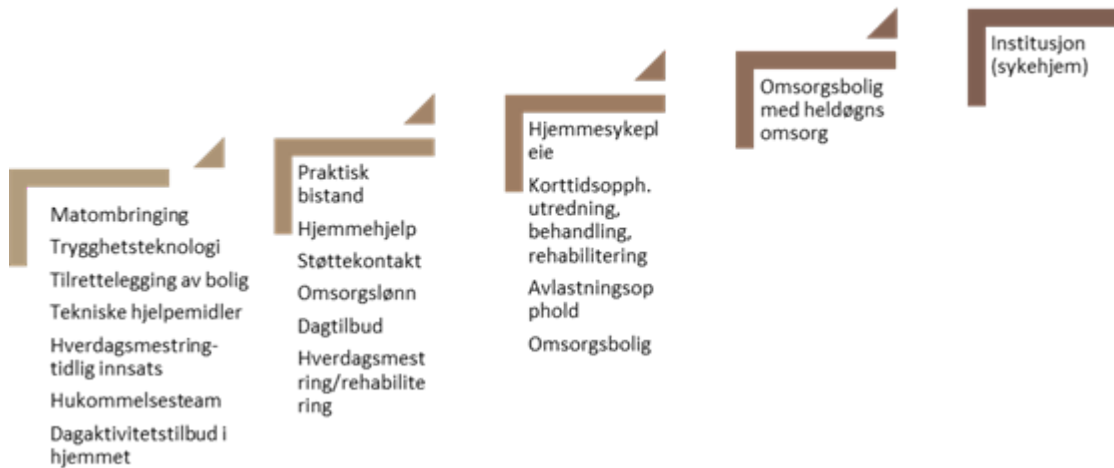 Matombringing
Trygghetsteknologi
Tilrettelegging av bolig
Tekniske hjelpemidler
Hverdagsmestring-
tidlig innsats
Hukommelsesteam
Dagaktivitetstilbud i
hjemmet
Praktisk
bistand
Hjemmehjelp
Støttekontakt
Omsorgslønn
Dagtilbud
Hverdagsmest
ring/rehabilite
ring
Hjemmesykepl
eie
Korttidsopph.
utredning,
behandling,
rehabilitering
Avlastningsop
phold
Omsorgsbolig
Omsorgsbolig
med heldøgns
omsorg
Institusjon
(sykehjem)